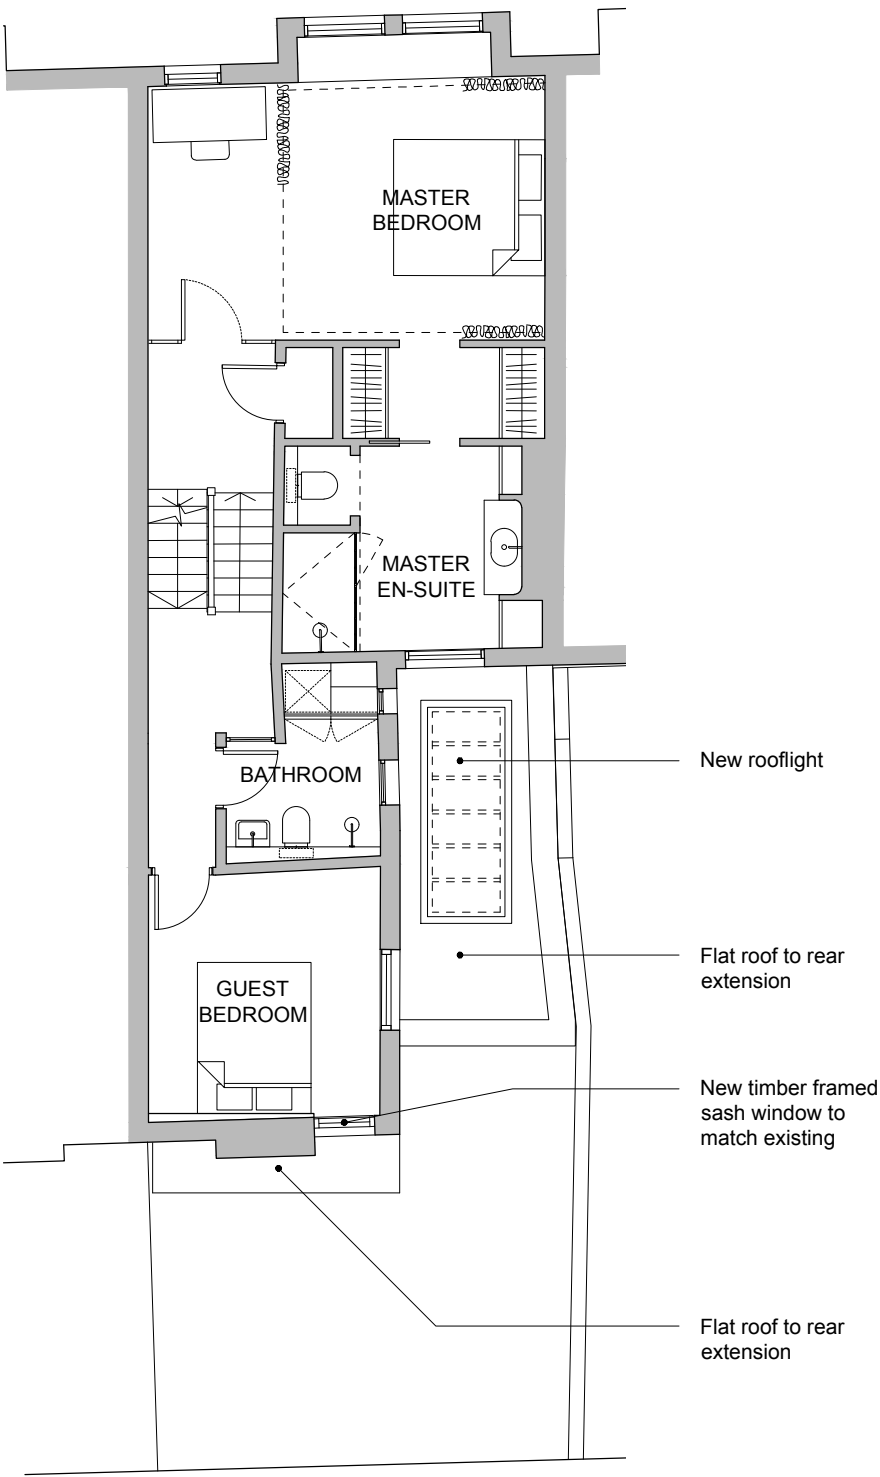 MASTER
BEDROOM
MASTER
EN-SUITE
New rooflight
BATHROOM
Flat roof to rear
extension
GUEST
BEDROOM
New timber framed
sash window to
match existing
Flat roof to rear
extension